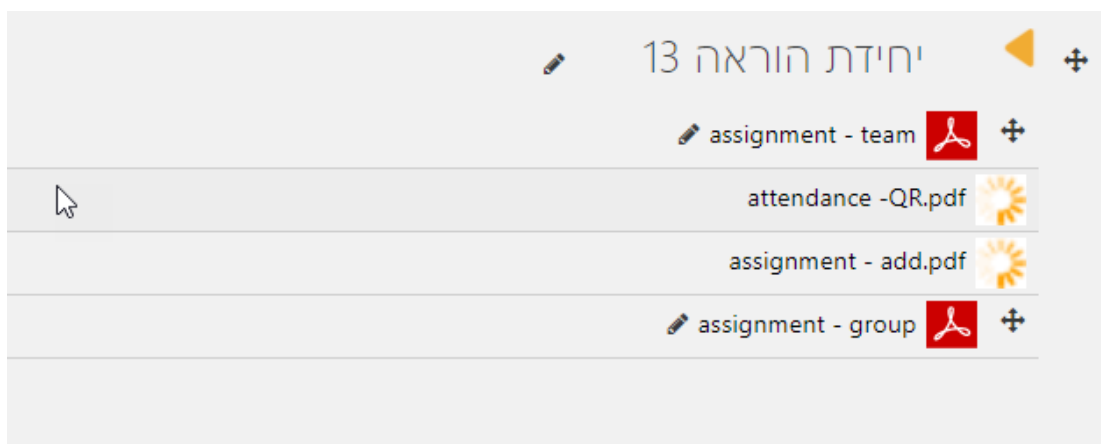 יחידת הוראה 13
assignment - team
attendance -QR.pdf
assignment - add.pdf
assignment - group